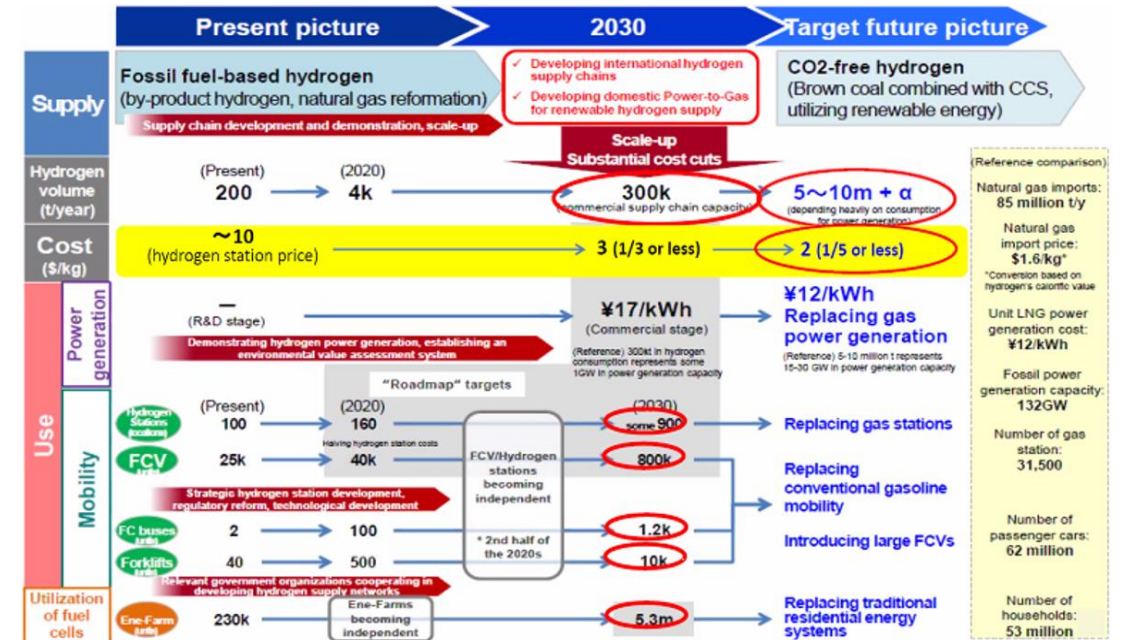 Present picture
2030
Target future picture
Supply
Fossil fuel-based hydrogen
(by-product hydrogen, natural gas reformation)
Supply chain development and demonstration, scale-up
✓ Developing international hydrogen
supply chains
✓ Developing domestic Power-to-Gas
for renewable hydrogen supply
CO2-free hydrogen
(Brown coal combined with CCS,
utilizing renewable energy)
Scale-up
Substantial cost cuts
Hydrogen
volume
(t/year)
(Present)
200
(2020)
4k
300k
(commercial supply chain capacity)
5~10m + α
(depending heavily on consumption
for power generation)
Cost
($/kg)
~10
(hydrogen station price)
3 (1/3 or less)
2 (1/5 or less)
Use
Power
generation
—
(R&D stage)
Demonstrating hydrogen power generation, establishing an
environmental value assessment system
¥17/kWh
(Commercial stage)
(Reference) 300kt in hydrogen
consumption represents some
1GW in power generation capacity
¥12/kWh
Replacing gas
power generation
(Reference) 5-10 million t represents
15-30 GW in power generation capacity
"Roadmap" targets
Mobility
Hydrogen
Stations
(locations)
(Present)
100
(2020)
160
Halving hydrogen station costs
(2030)
some 900
Replacing gas stations
FCV
(units)
25k
40k
FCV/Hydrogen
stations
becoming
independent
* 2nd half of
the 2020s
800k
Replacing
conventional gasoline
mobility
Strategic hydrogen station development,
regulatory reform, technological development
FC buses
(units)
2
100
1.2k
Introducing large FCVs
Forklifts
(units)
40
500
10k
Relevant government organizations cooperating in
developing hydrogen supply networks
Utilization
of fuel
cells
Ene-Farm
(units)
230k
Ene-Farms
becoming
independent
5.3m
Replacing traditional
residential energy
systems
(Reference comparison)
Natural gas imports:
85 million t/y
Natural gas
import price:
$1.6/kg*
*Conversion based on
hydrogen's calorific value
Unit LNG power
generation cost:
¥12/kWh
Fossil power
generation capacity:
132GW
Number of gas
station:
31,500
Number of
passenger cars:
62 million
Number of
households:
53 million